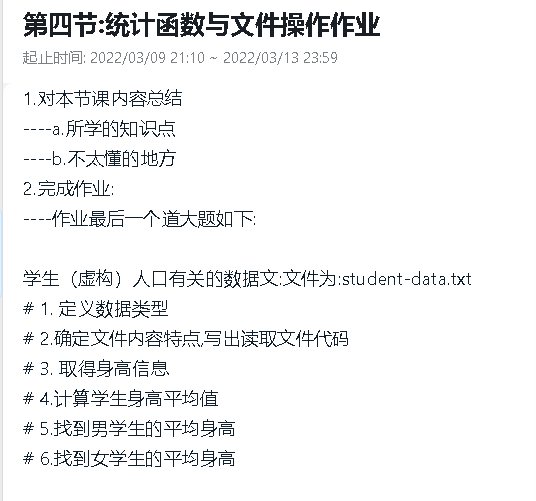 第四节:统计函数与文件操作作业
起止时间: 2022/03/09 21:10 ~ 2022/03/13 23:59
1.对本节课内容总结
----a.所学的知识点
----b.不太懂的地方
2.完成作业:
----作业最后一个道大题如下:
学生（虚构）人口有关的数据文:文件为:student-data.txt
# 1. 定义数据类型
# 2.确定文件内容特点,写出读取文件代码
# 3. 取得身高信息
# 4.计算学生身高平均值
# 5.找到男学生的平均身高
# 6.找到女学生的平均身高